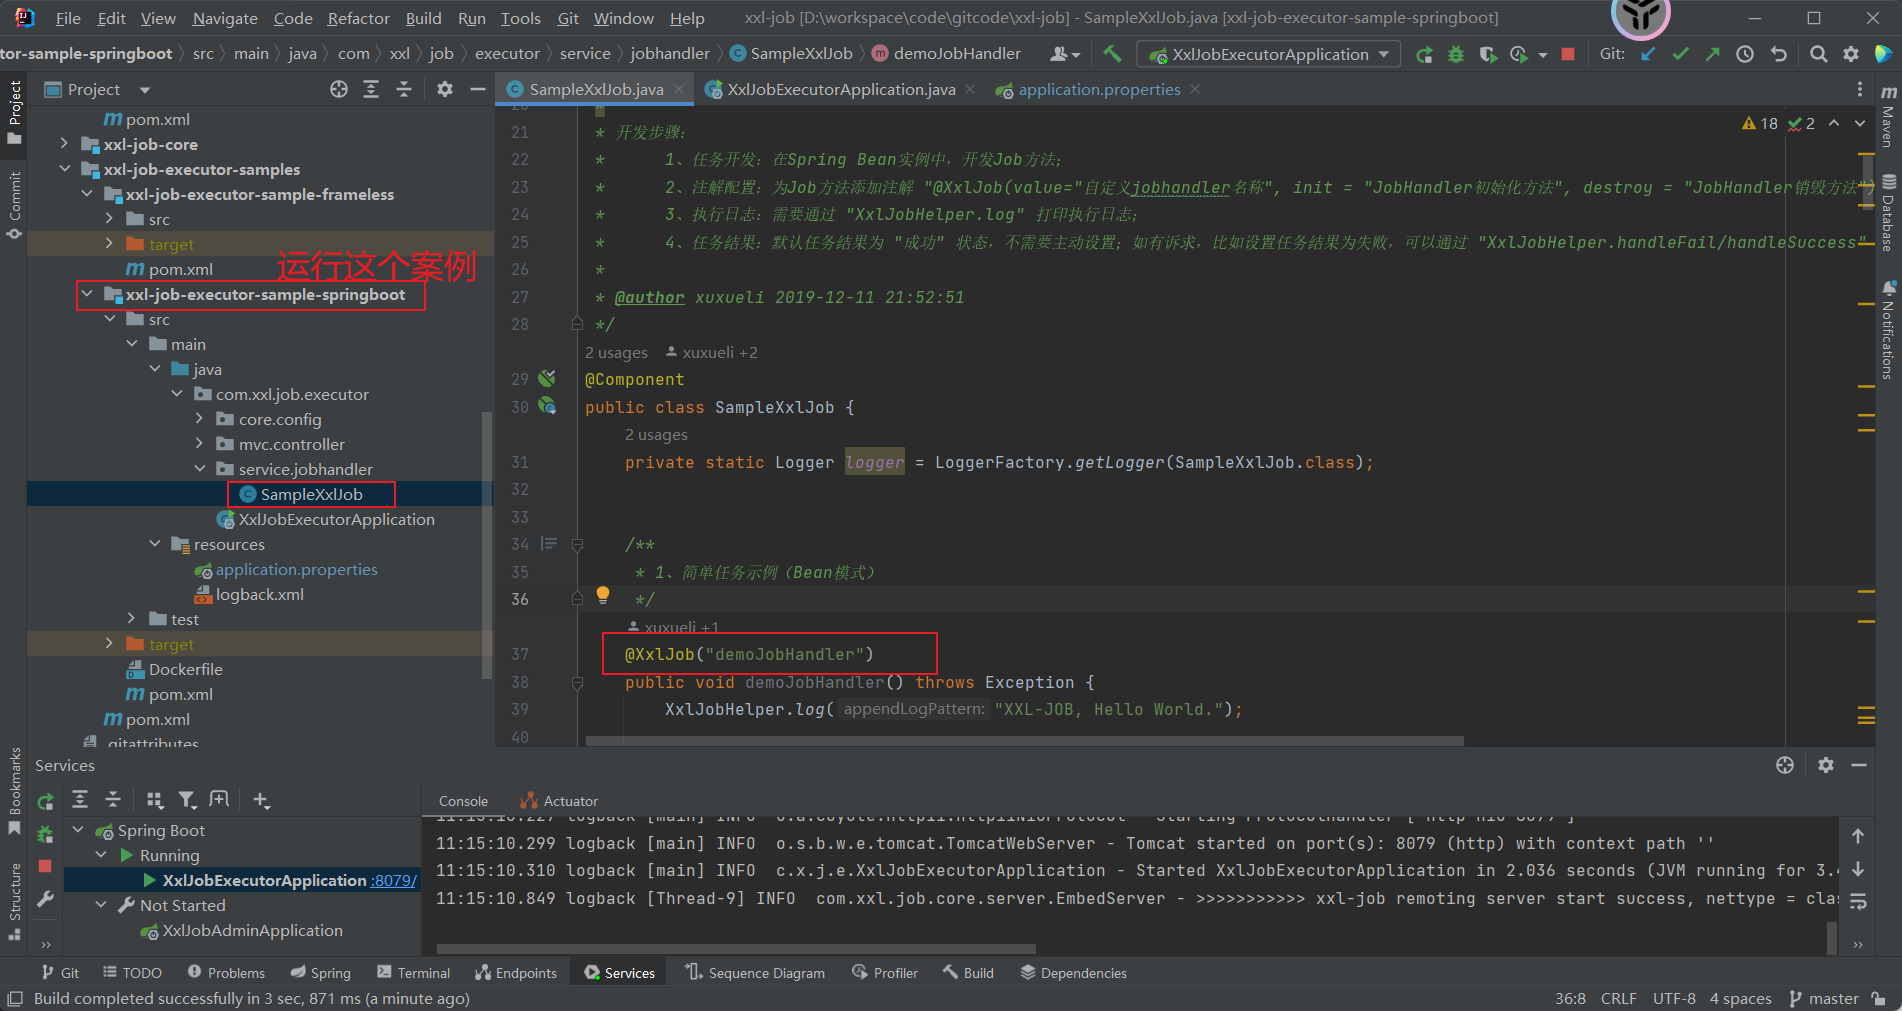 File Edit View Navigate Code Refactor Build Run Tools Git Window Help xxl-job [D:\workspace\code\gitcode\xxl-job] - SampleXxlJob.java [xxl-job-executor-sample-springboot]
tor-sample-springboot src main java com xxl job executor service jobhandler SampleXxlJob demoJobHandler XxlJobExecutorApplication Git:
Project
SampleXxlJob.java XxlJobExecutorApplication.java application.properties
Project
Commit
Bookmarks
Structure
pom.xml
xxl-job-core
xxl-job-executor-samples
xxl-job-executor-sample-frameless
src
target
pom.xml
运行这个案例
xxl-job-executor-sample-springboot
src
main
java
com.xxl.job.executor
core.config
mvc.controller
service.jobhandler
SampleXxlJob
XxlJobExecutorApplication
resources
application.properties
logback.xml
test
target
Dockerfile
pom.xml
pom.xml
.gitattributes
18 2
20 *
21 * 开发步骤：
22 * 1、任务开发：在Spring Bean实例中，开发Job方法；
23 * 2、注解配置：为Job方法添加注解 "@XxlJob(value="自定义jobhandler名称", init = "JobHandler初始化方法", destroy = "JobHandler销毁方法")
24 * 3、执行日志：需要通过 "XxlJobHelper.log" 打印执行日志；
25 * 4、任务结果：默认任务结果为 "成功" 状态，不需要主动设置；如有诉求，比如设置任务结果为失败，可以通过 "XxlJobHelper.handleFail/handleSuccess"
26 *
27 * @author xuxueli 2019-12-11 21:52:51
28 */
2 usages xuxueli +2
29 @Component
30 public class SampleXxlJob {
2 usages
31 private static Logger logger = LoggerFactory.getLogger(SampleXxlJob.class);
32
33
34 /**
35 * 1、简单任务示例（Bean模式）
36 */
xuxueli +1
37 @XxlJob("demoJobHandler")
38 public void demoJobHandler() throws Exception {
39 XxlJobHelper.log( appendLogPattern: "XXL-JOB, Hello World.");
40
Maven
Database
Notifications
Services
Console Actuator
Spring Boot
Running
XxlJobExecutorApplication :8079/
Not Started
XxlJobAdminApplication
11:15:10.299 logback [main] INFO o.s.b.w.e.tomcat.TomcatWebServer - Tomcat started on port(s): 8079 (http) with context path ''
11:15:10.310 logback [main] INFO c.x.j.e.XxlJobExecutorApplication - Started XxlJobExecutorApplication in 2.036 seconds (JVM running for 3.4
11:15:10.849 logback [Thread-9] INFO com.xxl.job.core.server.EmbedServer - >>>>>>>>>>> xxl-job remoting server start success, nettype = clas
Git TODO Problems Spring Terminal Endpoints Services Sequence Diagram Profiler Build Dependencies
Build completed successfully in 3 sec, 871 ms (a minute ago) 36:8 CRLF UTF-8 4 spaces master